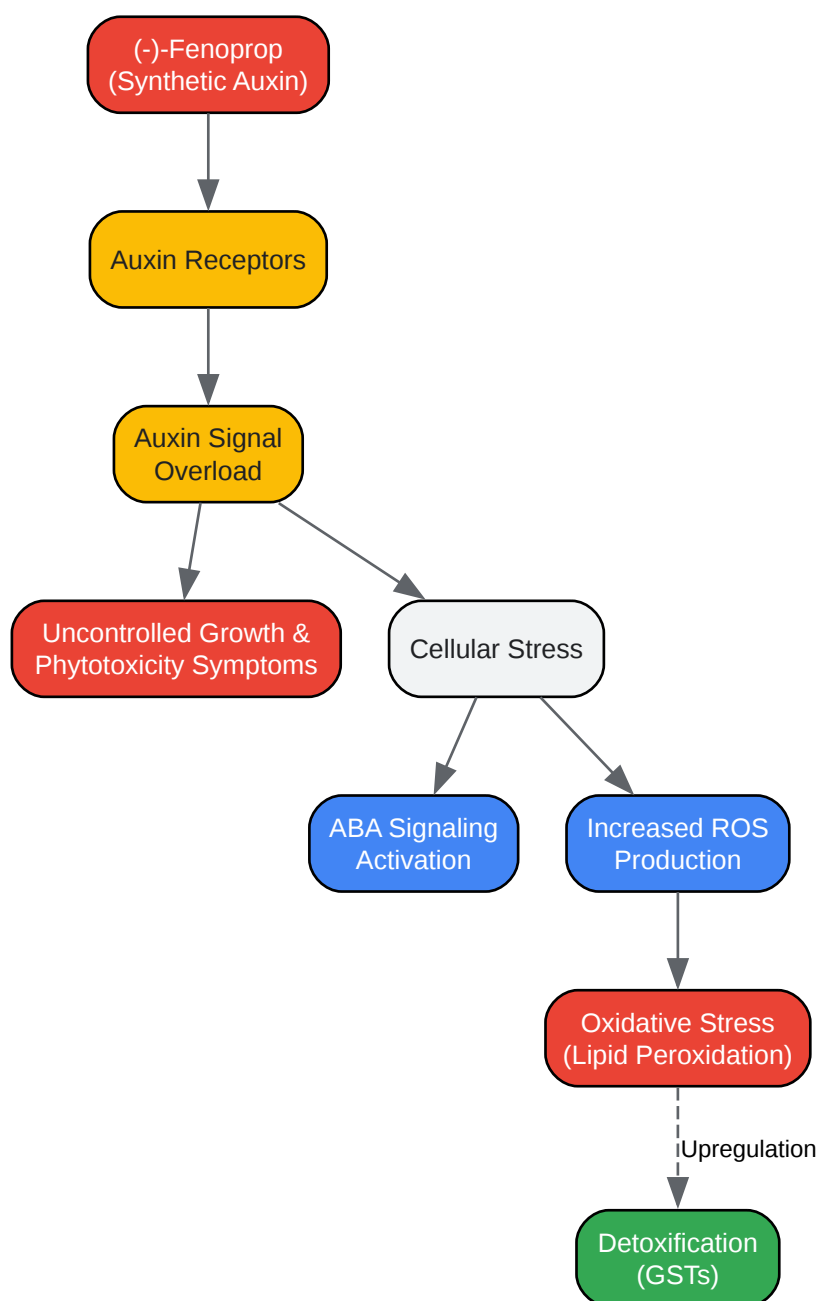 (-)-Fenoprop
(Synthetic Auxin)
Auxin Receptors
Auxin Signal
Overload
Uncontrolled Growth &
Phytotoxicity Symptoms
Cellular Stress
ABA Signaling
Activation
Increased ROS
Production
Oxidative Stress
(Lipid Peroxidation)
Upregulation
Detoxification
(GSTs)